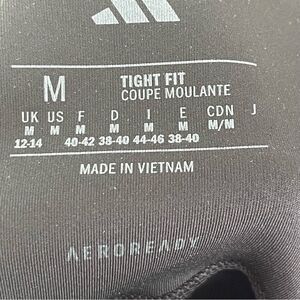 M
TIGHT FIT
COUPE MOULANTE
UK US F D I E CDN J
M M M M M M M/M
12-14 40-42 38-40 44-46 38-40
MADE IN VIETNAM
AEROREADY